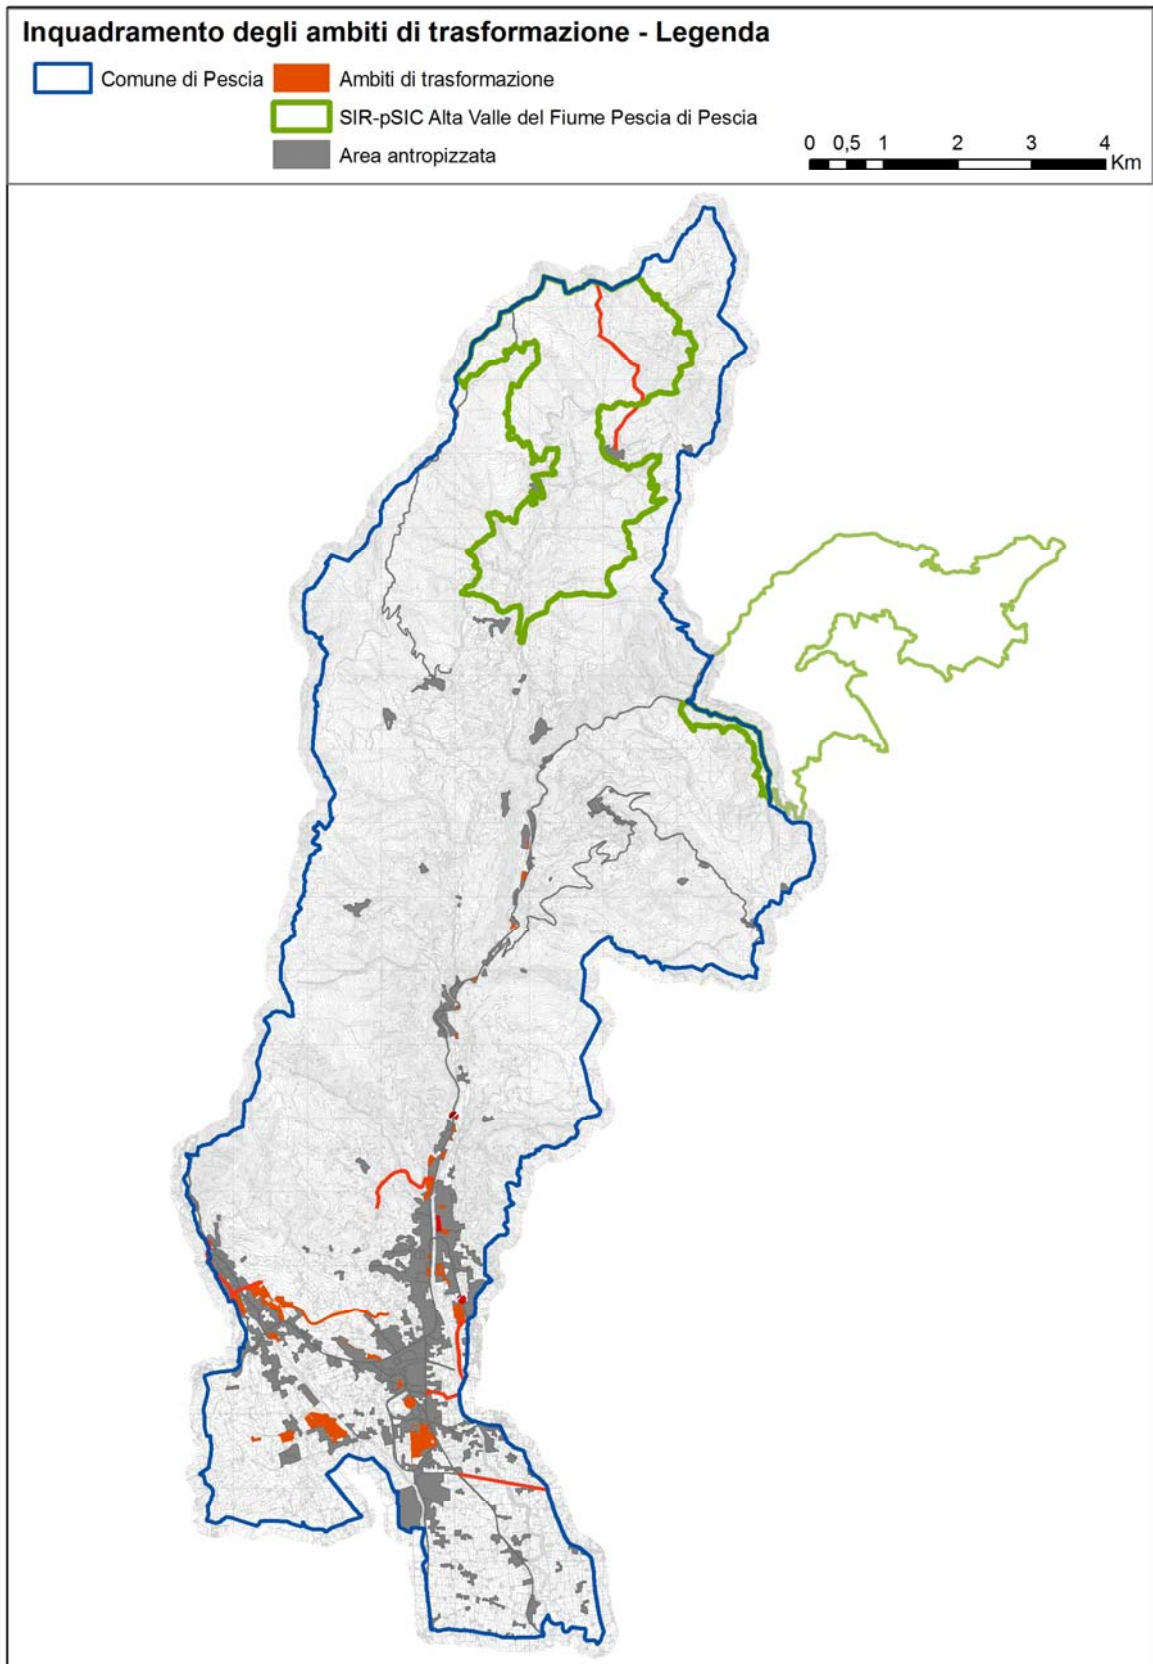 Inquadramento degli ambiti di trasformazione - Legenda
Comune di Pescia
Ambiti di trasformazione
SIR-pSIC Alta Valle del Fiume Pescia di Pescia
Area antropizzata
0 0,5 1 2 3 4
Km